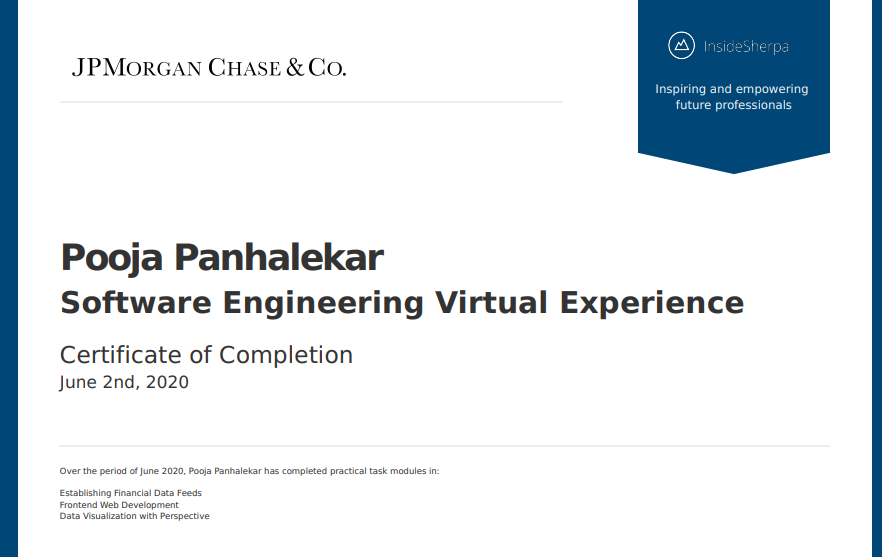 JPMORGAN CHASE & CO.
InsideSherpa
Inspiring and empowering
future professionals
Pooja Panhalekar
Software Engineering Virtual Experience
Certificate of Completion
June 2nd, 2020
Over the period of June 2020, Pooja Panhalekar has completed practical task modules in:
Establishing Financial Data Feeds
Frontend Web Development
Data Visualization with Perspective